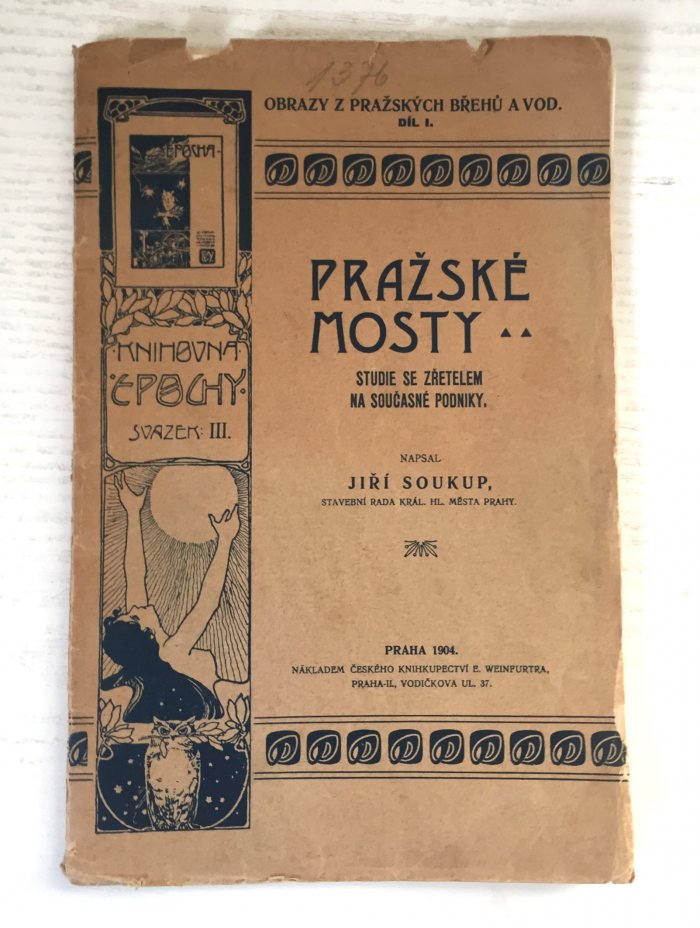 1376
OBRAZY Z PRAŽSKÝCH BŘEHŮ A VOD.
DÍL I.
EPOCHA
KNIHOVNA
EPOCHY
SVAZEK: III.
PRAŽSKÉ
MOSTY
STUDIE SE ZŘETELEM
NA SOUČASNÉ PODNIKY.
NAPSAL
JIŘÍ SOUKUP,
STAVEBNÍ RADA KRÁL. HL. MĚSTA PRAHY.
PRAHA 1904.
NÁKLADEM ČESKÉHO KNIHKUPECTVÍ E. WEINFURTRA,
PRAHA-II., VODIČKOVA UL. 37.